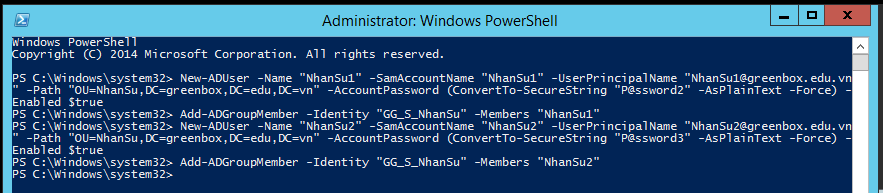 Administrator: Windows PowerShell
Windows PowerShell
Copyright (C) 2014 Microsoft Corporation. All rights reserved.
PS C:\Windows\system32> New-ADUser -Name "NhanSu1" -SamAccountName "NhanSu1" -UserPrincipalName "NhanSu1@greenbox.edu.vn
" -Path "OU=NhanSu,DC=greenbox,DC=edu,DC=vn" -AccountPassword (ConvertTo-SecureString "P@ssword2" -AsPlainText -Force) -
Enabled $true
PS C:\Windows\system32> Add-ADGroupMember -Identity "GG_S_NhanSu" -Members "NhanSu1"
PS C:\Windows\system32> New-ADUser -Name "NhanSu2" -SamAccountName "NhanSu2" -UserPrincipalName "NhanSu2@greenbox.edu.vn
" -Path "OU=NhanSu,DC=greenbox,DC=edu,DC=vn" -AccountPassword (ConvertTo-SecureString "P@ssword3" -AsPlainText -Force) -
Enabled $true
PS C:\Windows\system32> Add-ADGroupMember -Identity "GG_S_NhanSu" -Members "NhanSu2"
PS C:\Windows\system32>